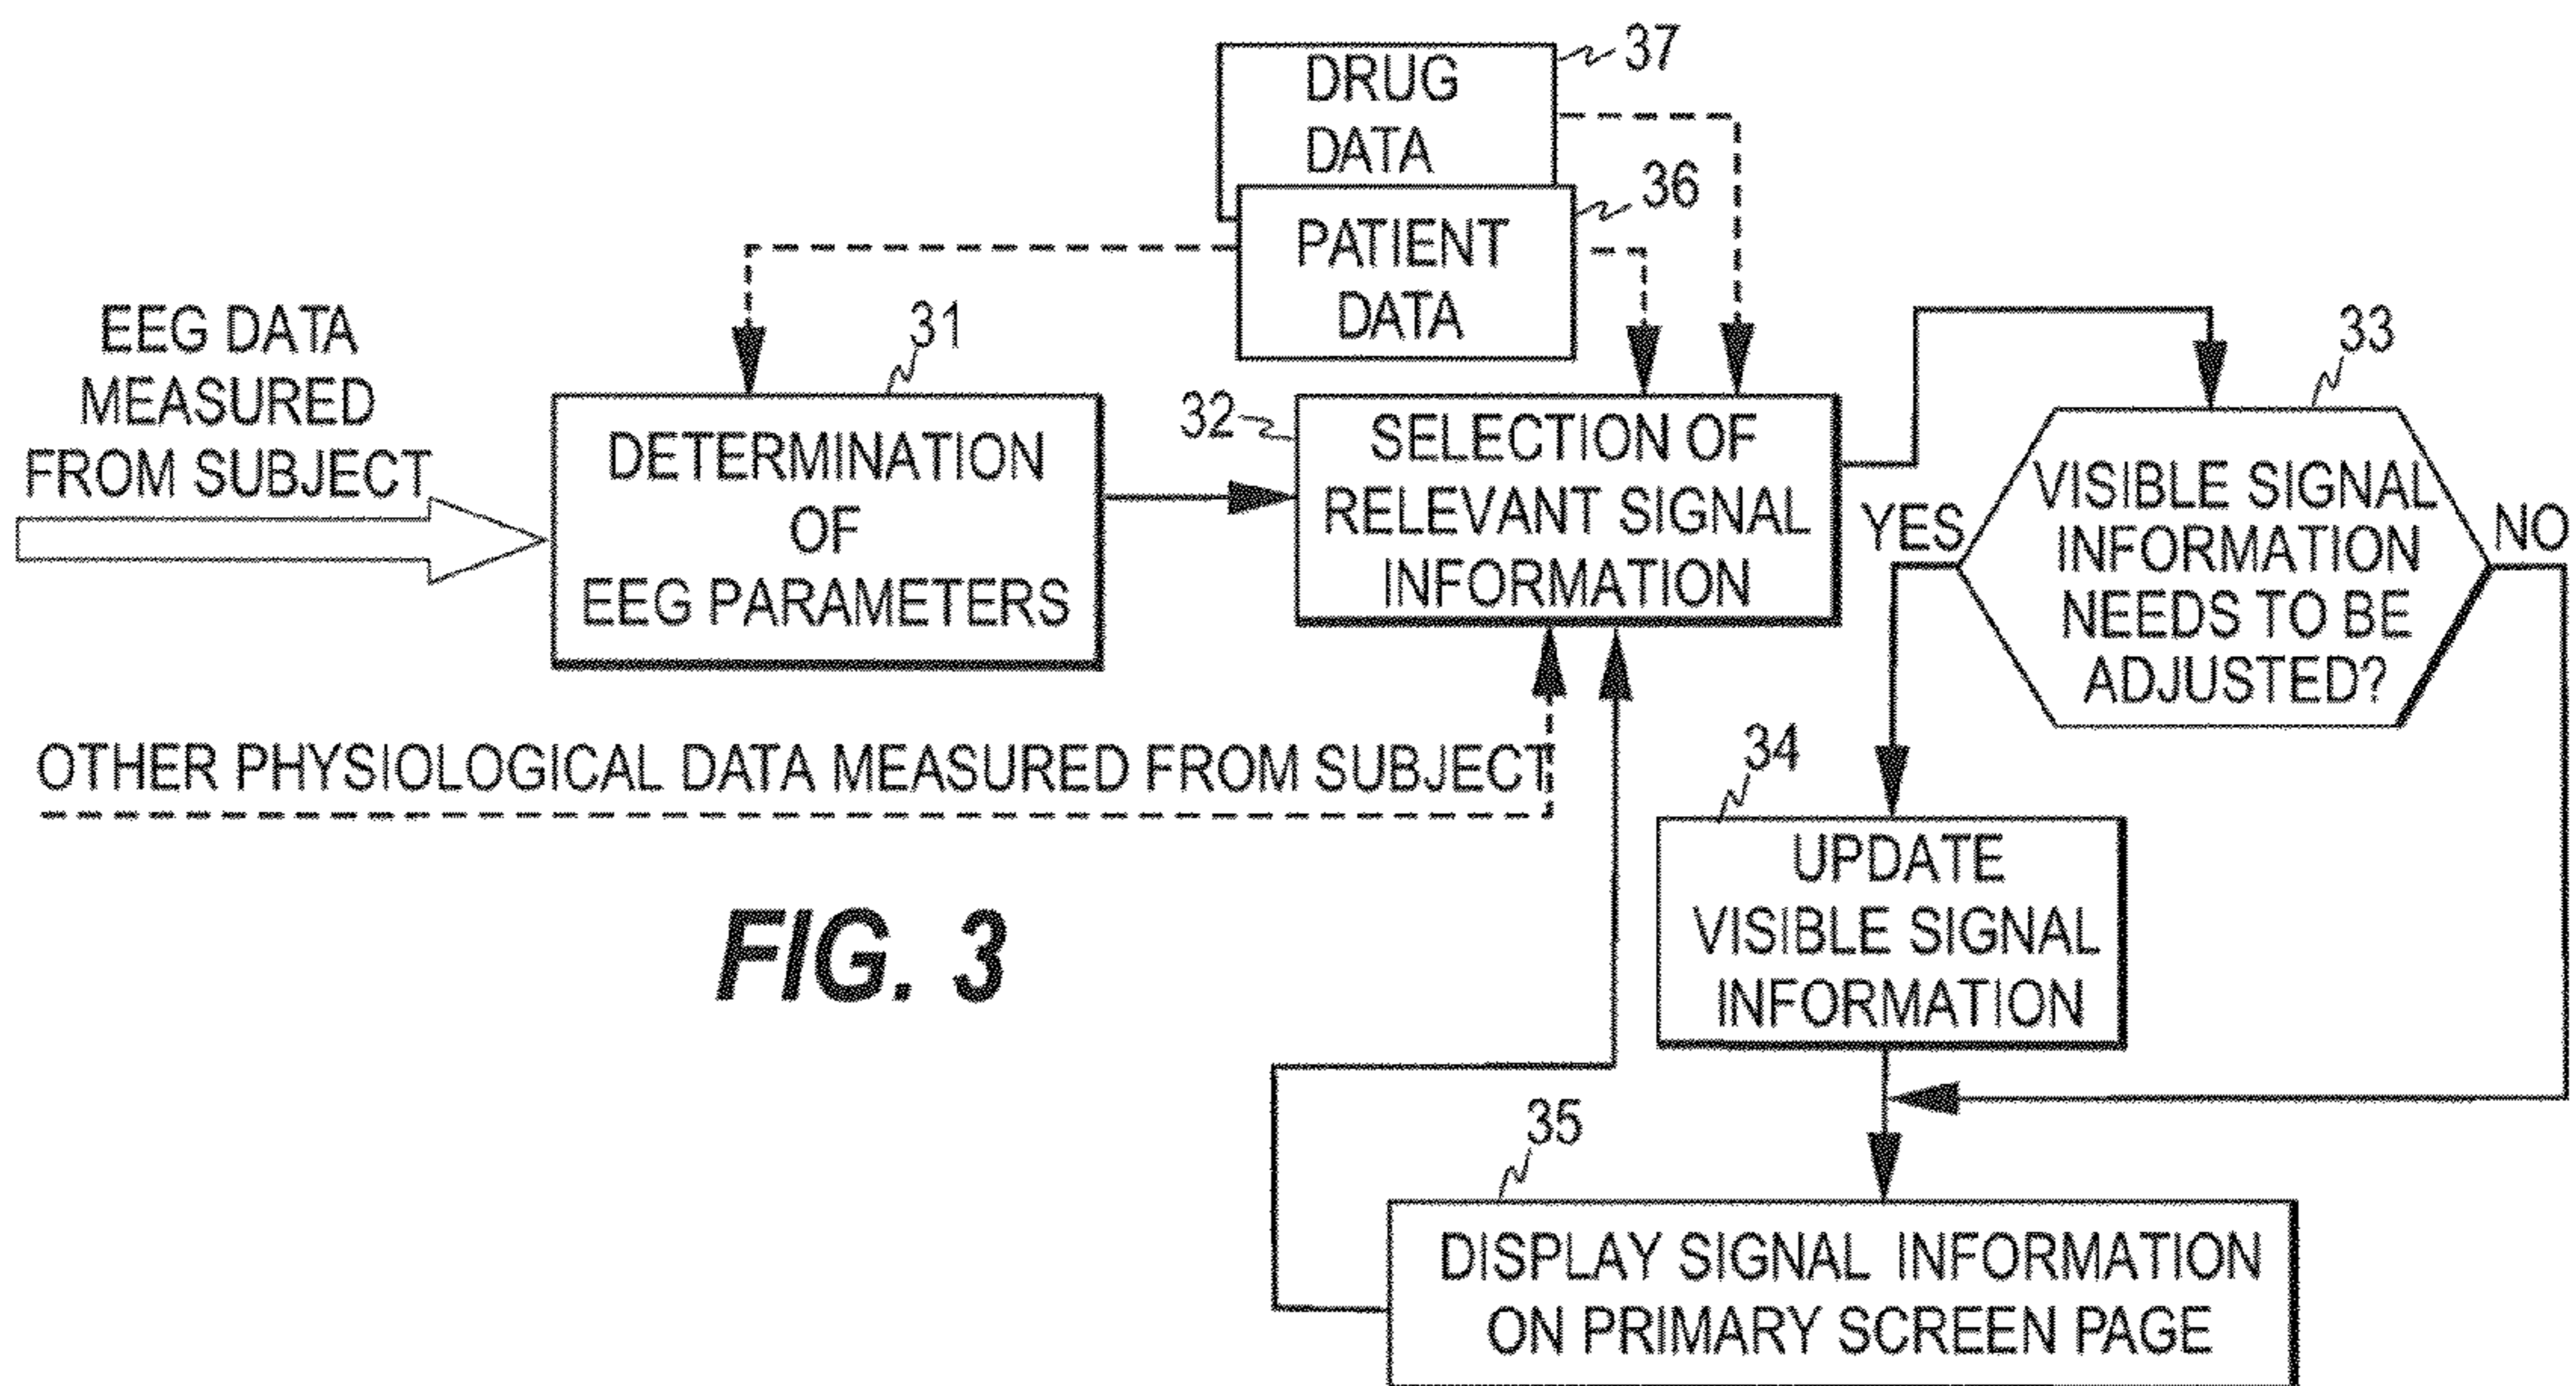 37
DRUG
DATA
36
PATIENT
DATA
EEG DATA
MEASURED
FROM SUBJECT
31
DETERMINATION
OF
EEG PARAMETERS
32
SELECTION OF
RELEVANT SIGNAL
INFORMATION
33
VISIBLE SIGNAL
INFORMATION
NEEDS TO BE
ADJUSTED?
YES
NO
OTHER PHYSIOLOGICAL DATA MEASURED FROM SUBJECT
34
UPDATE
VISIBLE SIGNAL
INFORMATION
FIG. 3
35
DISPLAY SIGNAL INFORMATION
ON PRIMARY SCREEN PAGE